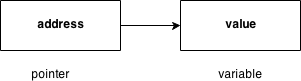 address
value
pointer
variable